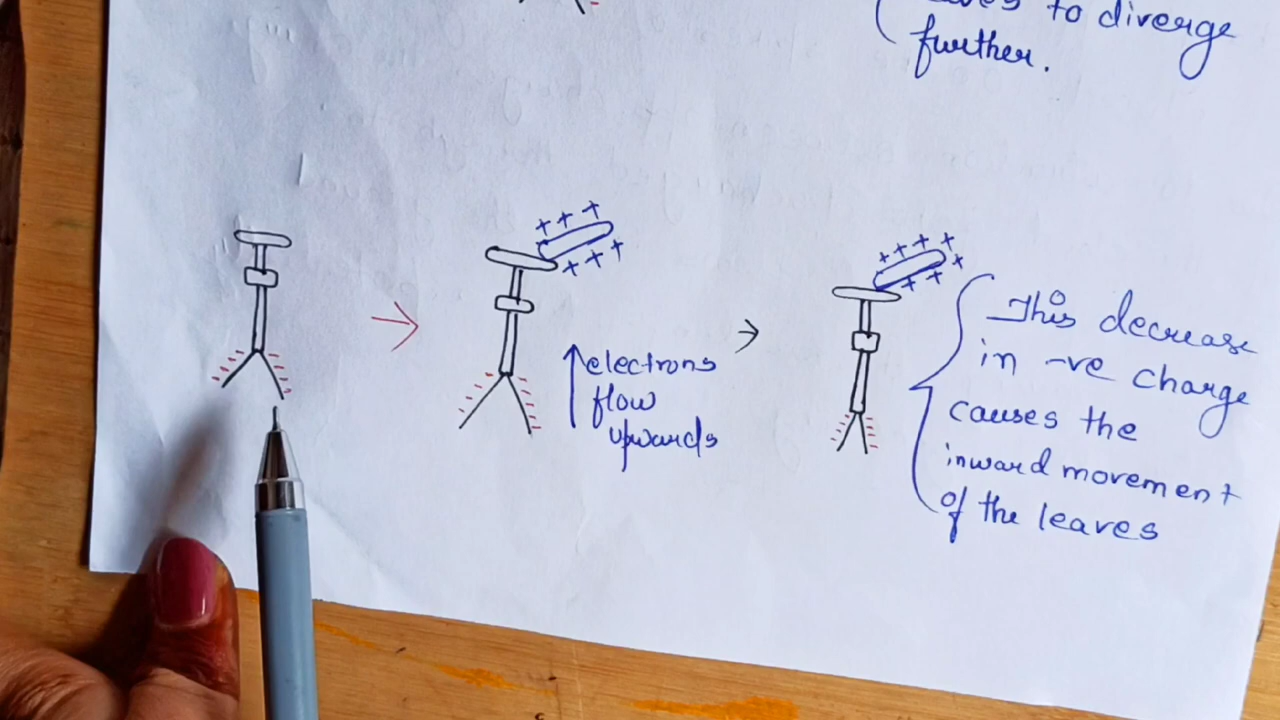 to diverge
further.
+ + +
+ + +
electrons
flow
upwards
+ + + +
+
+ +
This decrease
in -ve charge
causes the
inward movement
of the leaves